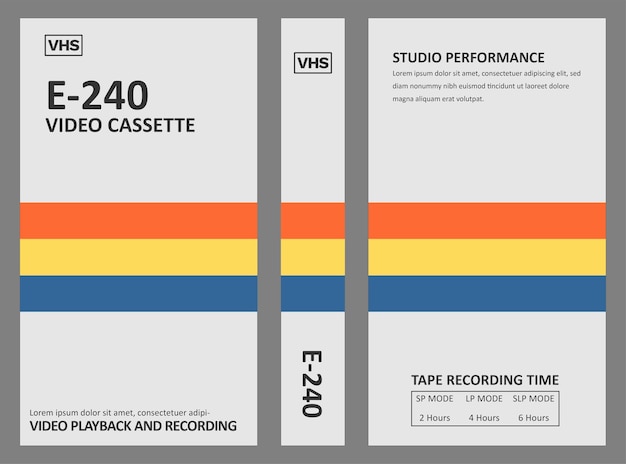 VHS
E-240
VIDEO CASSETTE
Lorem ipsum dolor sit amet, consectetuer adipi-
VIDEO PLAYBACK AND RECORDING
VHS
E-240
STUDIO PERFORMANCE
Lorem ipsum dolor sit amet, consectetuer adipiscing elit, sed
diam nonummy nibh euismod tincidunt ut laoreet dolore
magna aliquam erat volutpat.
TAPE RECORDING TIME
SP MODE LP MODE SLP MODE
2 Hours 4 Hours 6 Hours